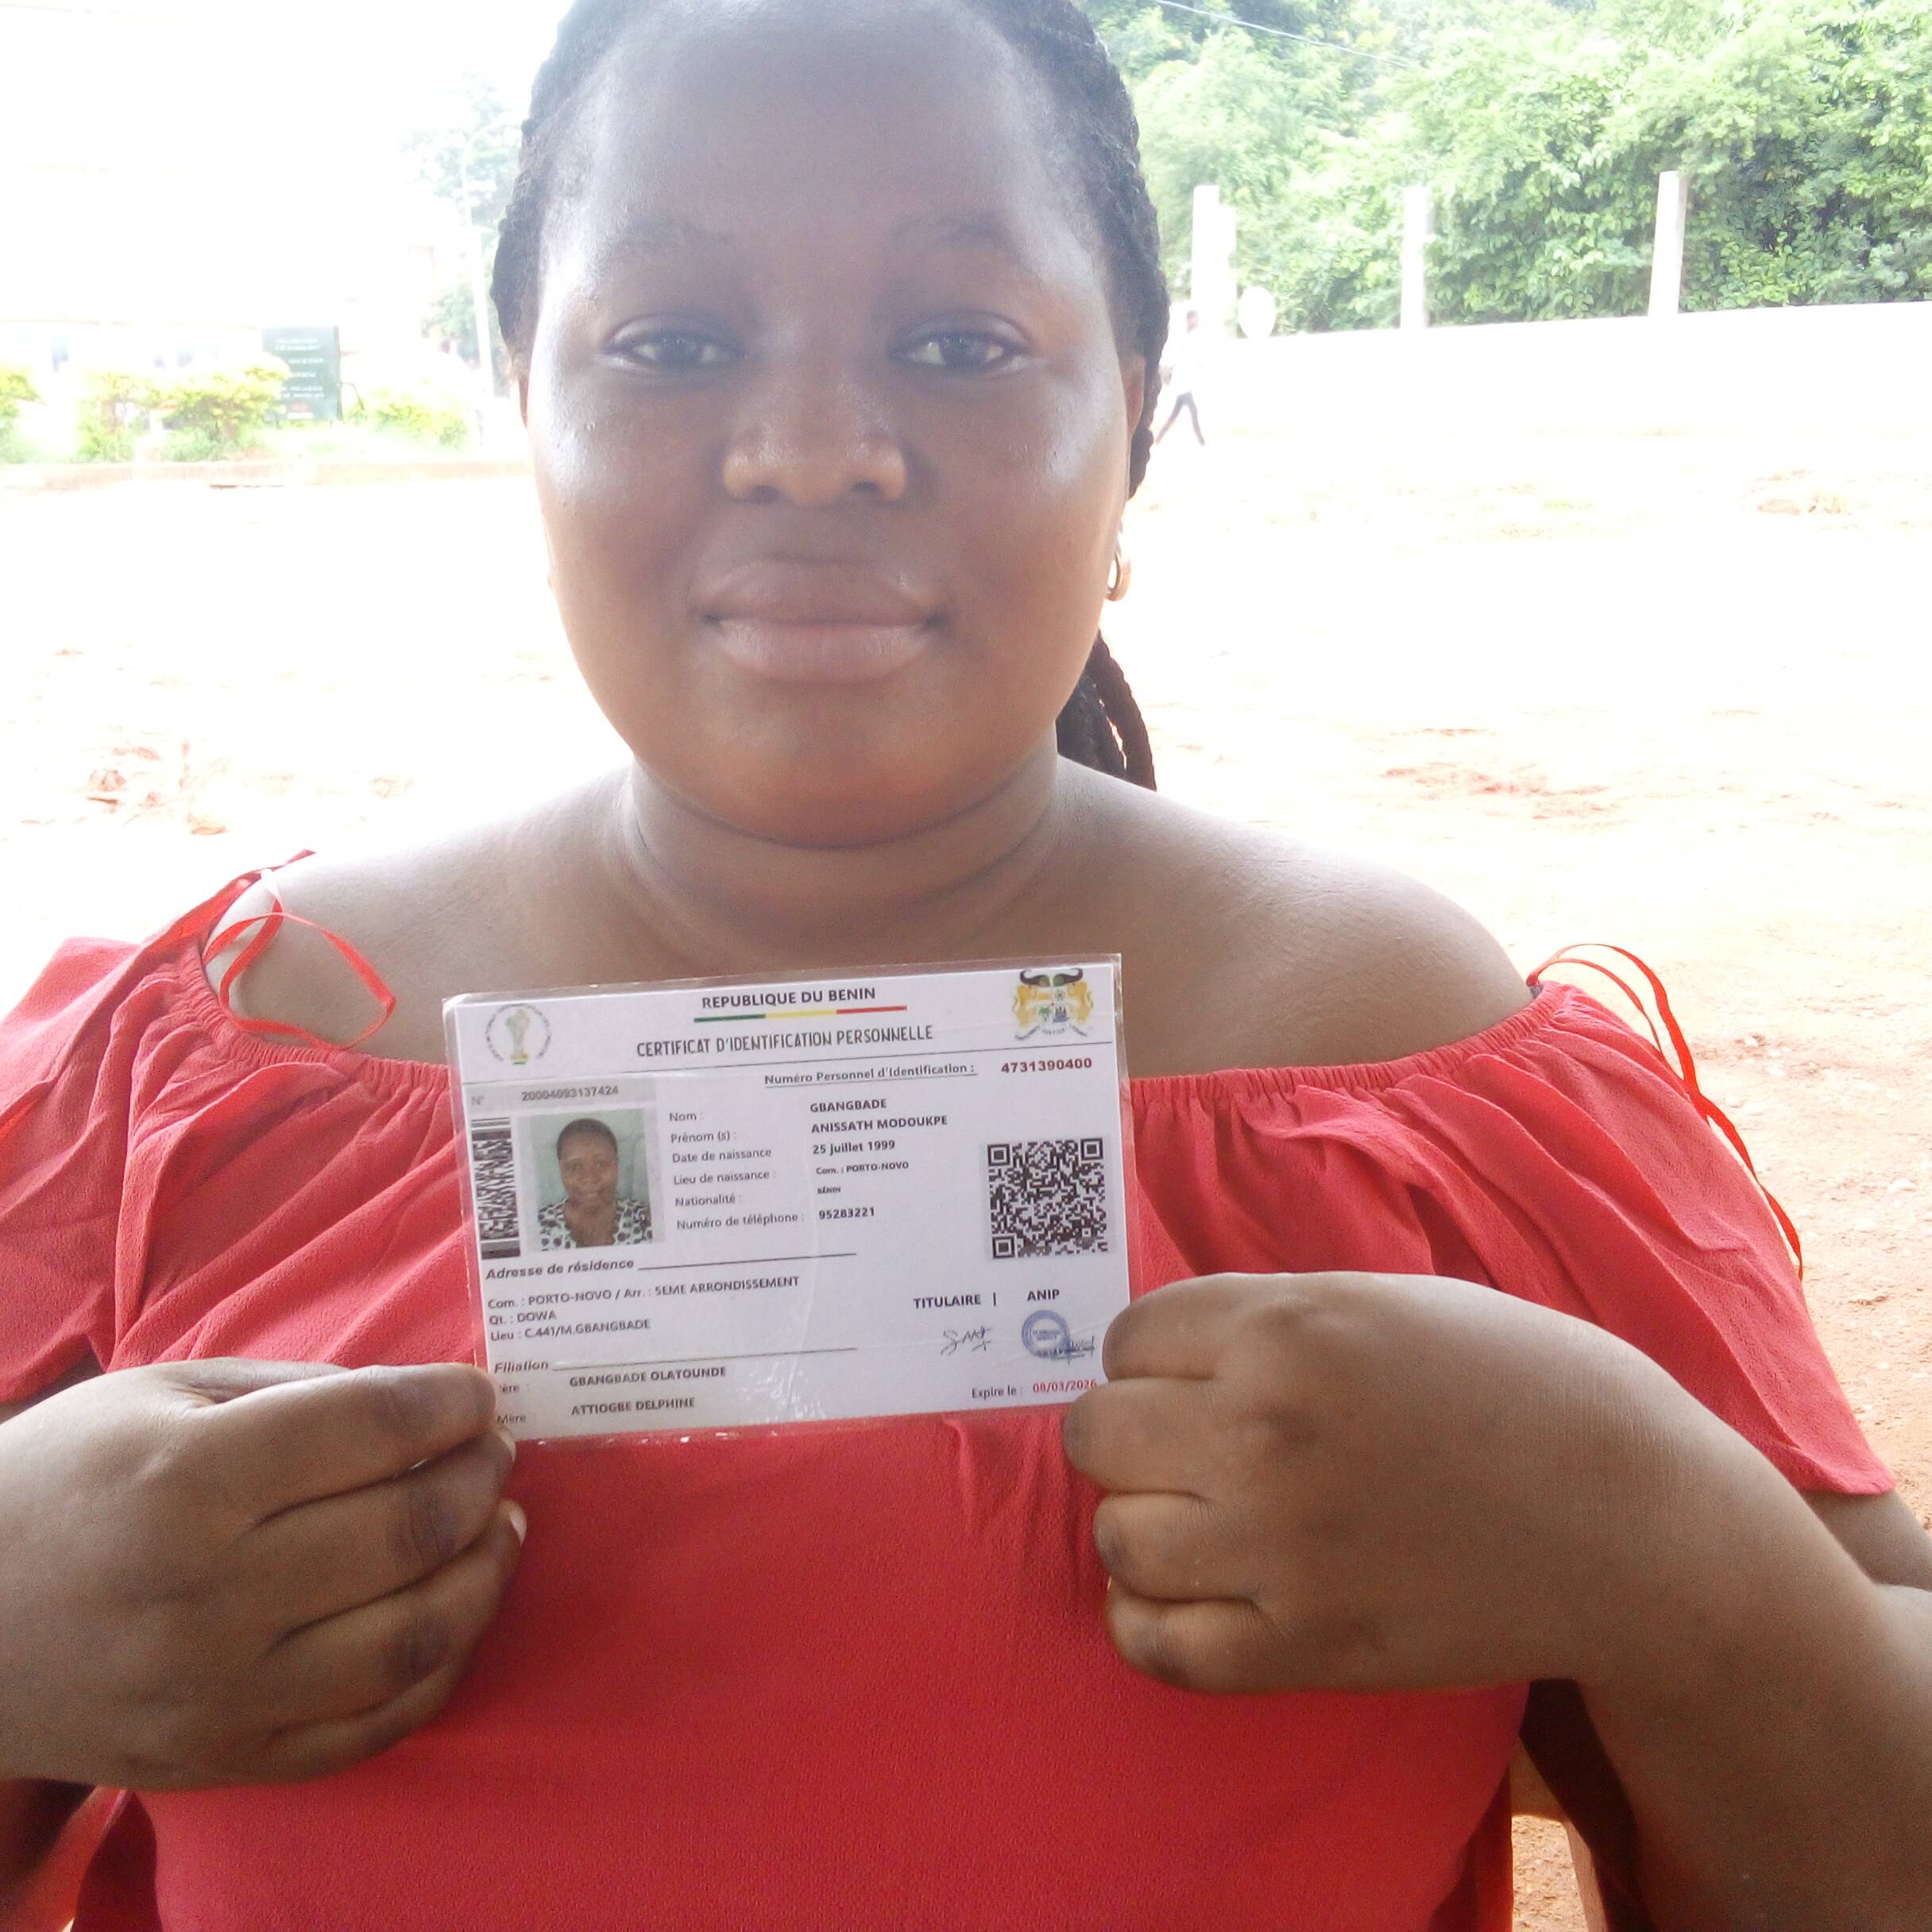 REPUBLIQUE DU BENIN
CERTIFICAT D'IDENTIFICATION PERSONNELLE
Numéro Personnel d'Identification : 4731390400
N° 20004093137424
Nom : GBANGBADE
Prénom (s) : ANISSATH MODOUKPE
Date de naissance 25 juillet 1999
Lieu de naissance : Com. : PORTO-NOVO
Nationalité : BÉNIN
Numéro de téléphone : 95283221
Adresse de résidence
Com. : PORTO-NOVO / Arr. : 5EME ARRONDISSEMENT
Qt. : DOWA
Lieu : C.441/M.GBANGBADE
TITULAIRE | ANIP
Filiation
ère : GBANGBADE OLATOUNDE
Mère : ATTIOGBE DELPHINE
Expire le : 08/03/2026